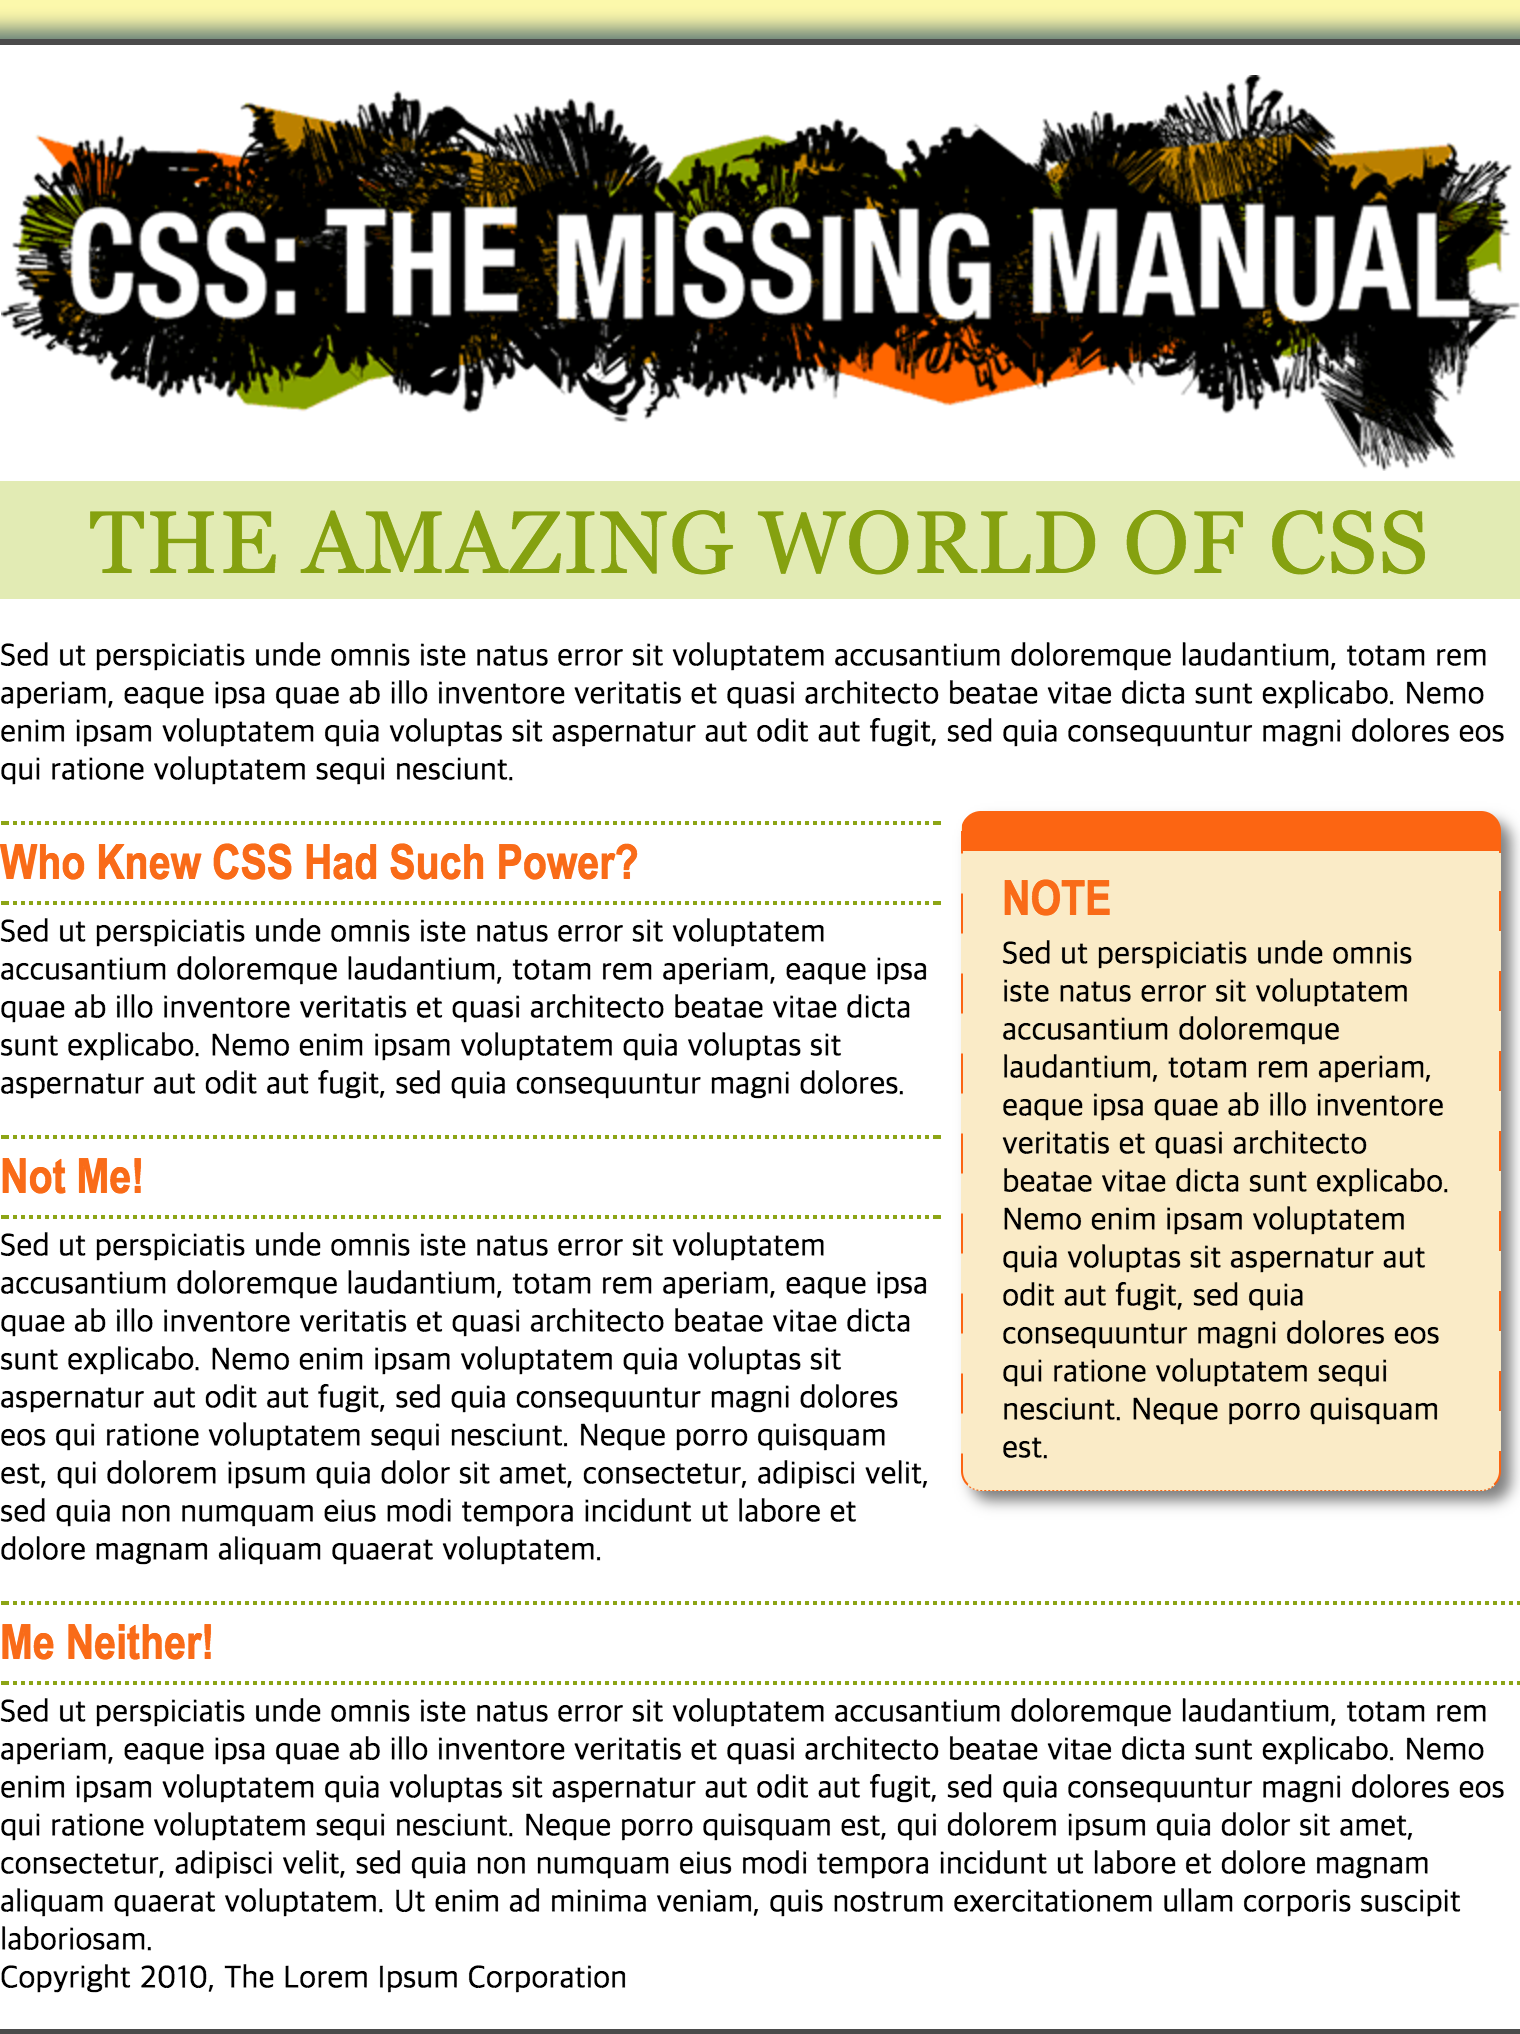 CSS: THE MISSING MANUAL
THE AMAZING WORLD OF CSS
Sed ut perspiciatis unde omnis iste natus error sit voluptatem accusantium doloremque laudantium, totam rem
aperiam, eaque ipsa quae ab illo inventore veritatis et quasi architecto beatae vitae dicta sunt explicabo. Nemo
enim ipsam voluptatem quia voluptas sit aspernatur aut odit aut fugit, sed quia consequuntur magni dolores eos
qui ratione voluptatem sequi nesciunt.
Who Knew CSS Had Such Power?
Sed ut perspiciatis unde omnis iste natus error sit voluptatem
accusantium doloremque laudantium, totam rem aperiam, eaque ipsa
quae ab illo inventore veritatis et quasi architecto beatae vitae dicta
sunt explicabo. Nemo enim ipsam voluptatem quia voluptas sit
aspernatur aut odit aut fugit, sed quia consequuntur magni dolores.
Not Me!
Sed ut perspiciatis unde omnis iste natus error sit voluptatem
accusantium doloremque laudantium, totam rem aperiam, eaque ipsa
quae ab illo inventore veritatis et quasi architecto beatae vitae dicta
sunt explicabo. Nemo enim ipsam voluptatem quia voluptas sit
aspernatur aut odit aut fugit, sed quia consequuntur magni dolores
eos qui ratione voluptatem sequi nesciunt. Neque porro quisquam
est, qui dolorem ipsum quia dolor sit amet, consectetur, adipisci velit,
sed quia non numquam eius modi tempora incidunt ut labore et
dolore magnam aliquam quaerat voluptatem.
NOTE
Sed ut perspiciatis unde omnis
iste natus error sit voluptatem
accusantium doloremque
laudantium, totam rem aperiam,
eaque ipsa quae ab illo inventore
veritatis et quasi architecto
beatae vitae dicta sunt explicabo.
Nemo enim ipsam voluptatem
quia voluptas sit aspernatur aut
odit aut fugit, sed quia
consequuntur magni dolores eos
qui ratione voluptatem sequi
nesciunt. Neque porro quisquam
est.
Me Neither!
Sed ut perspiciatis unde omnis iste natus error sit voluptatem accusantium doloremque laudantium, totam rem
aperiam, eaque ipsa quae ab illo inventore veritatis et quasi architecto beatae vitae dicta sunt explicabo. Nemo
enim ipsam voluptatem quia voluptas sit aspernatur aut odit aut fugit, sed quia consequuntur magni dolores eos
qui ratione voluptatem sequi nesciunt. Neque porro quisquam est, qui dolorem ipsum quia dolor sit amet,
consectetur, adipisci velit, sed quia non numquam eius modi tempora incidunt ut labore et dolore magnam
aliquam quaerat voluptatem. Ut enim ad minima veniam, quis nostrum exercitationem ullam corporis suscipit
laboriosam.
Copyright 2010, The Lorem Ipsum Corporation